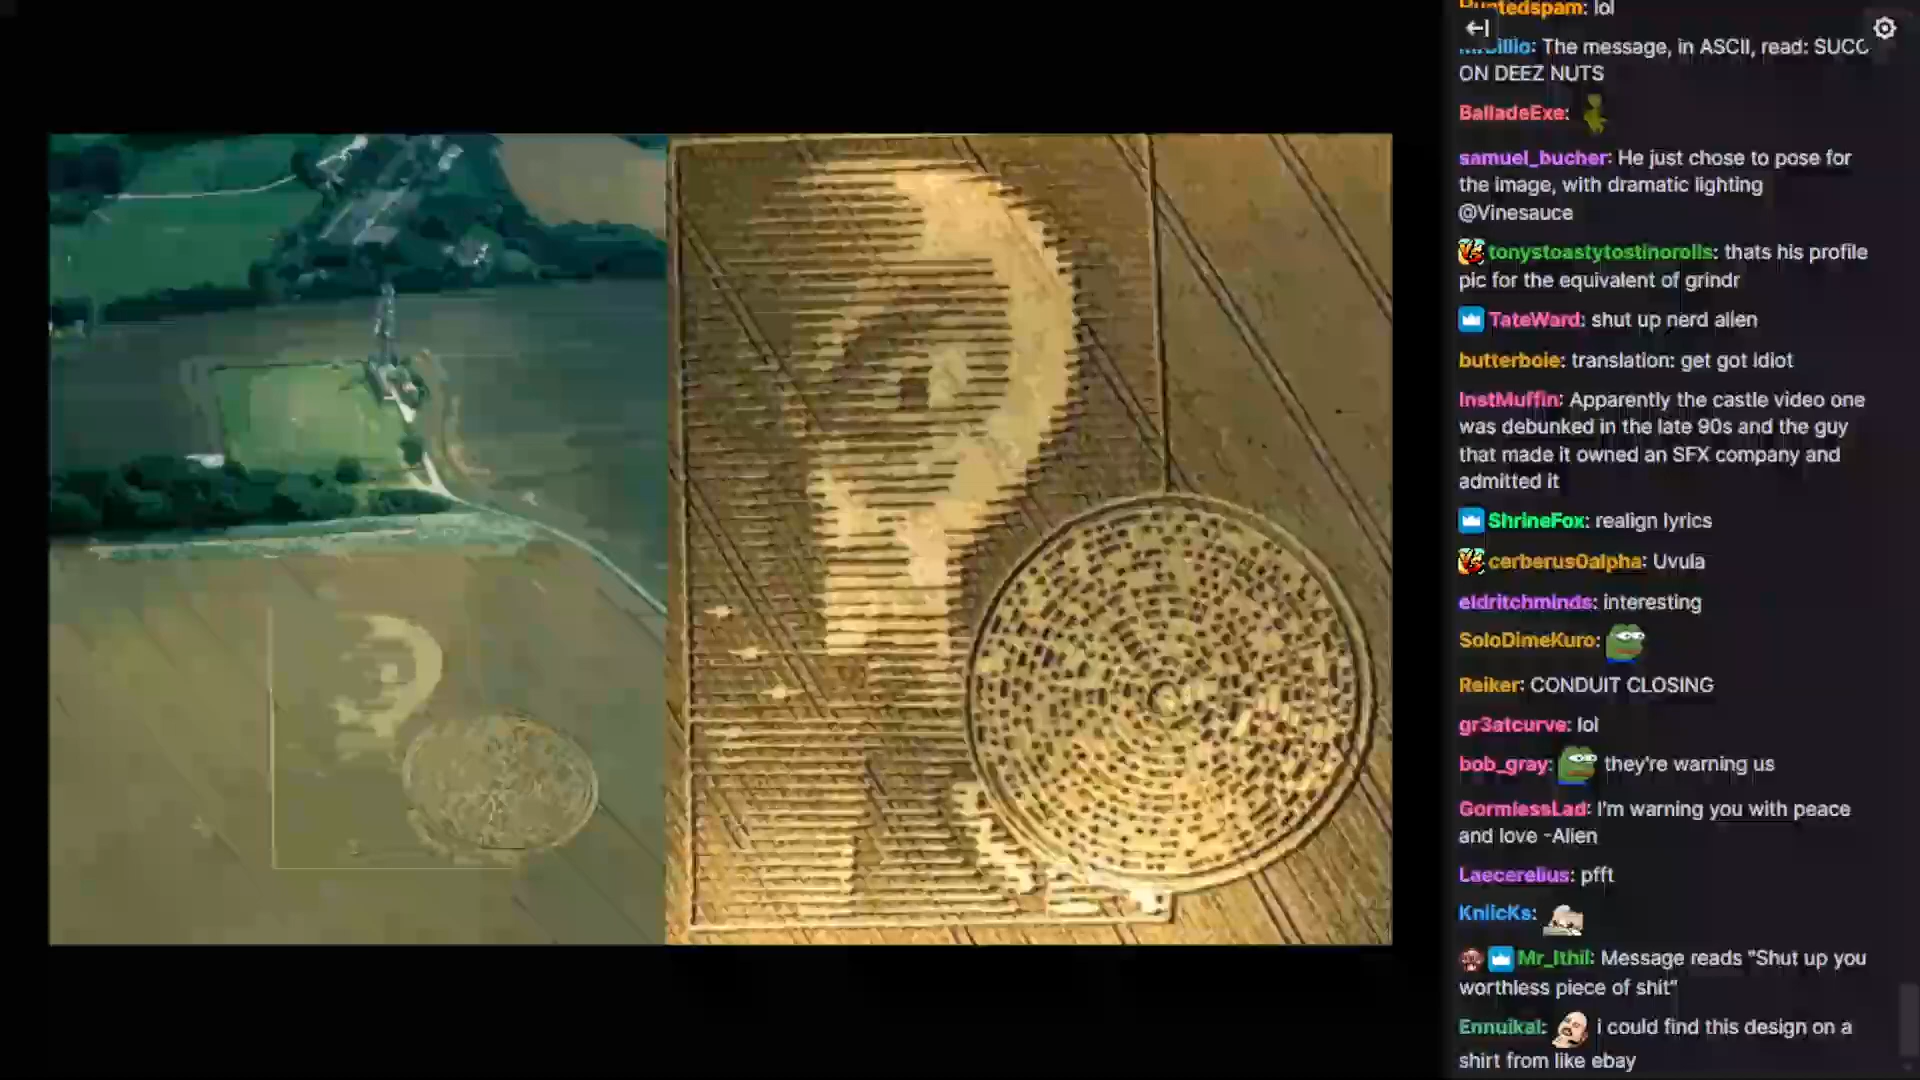 Huntedspam: lol
The message, in ASCII, read: SUCC
ON DEEZ NUTS
BalladeExe:
samuel_bucher: He just chose to pose for
the image, with dramatic lighting
@Vinesauce
tonystoastytostinorolls: thats his profile
pic for the equivalent of grindr
TateWard: shut up nerd alien
butterboie: translation: get got idiot
InstMuffin: Apparently the castle video one
was debunked in the late 90s and the guy
that made it owned an SFX company and
admitted it
ShrineFox: realign lyrics
cerberus0alpha: Uvula
eldritchminds: interesting
SoloDimeKuro:
Reiker: CONDUIT CLOSING
gr3atcurve: lol
bob_gray: they're warning us
GormlessLad: I'm warning you with peace
and love -Alien
Laecerelius: pfft
KnilcKs:
Mr_Ithil: Message reads "Shut up you
worthless piece of shit"
Ennuikal: i could find this design on a
shirt from like ebay